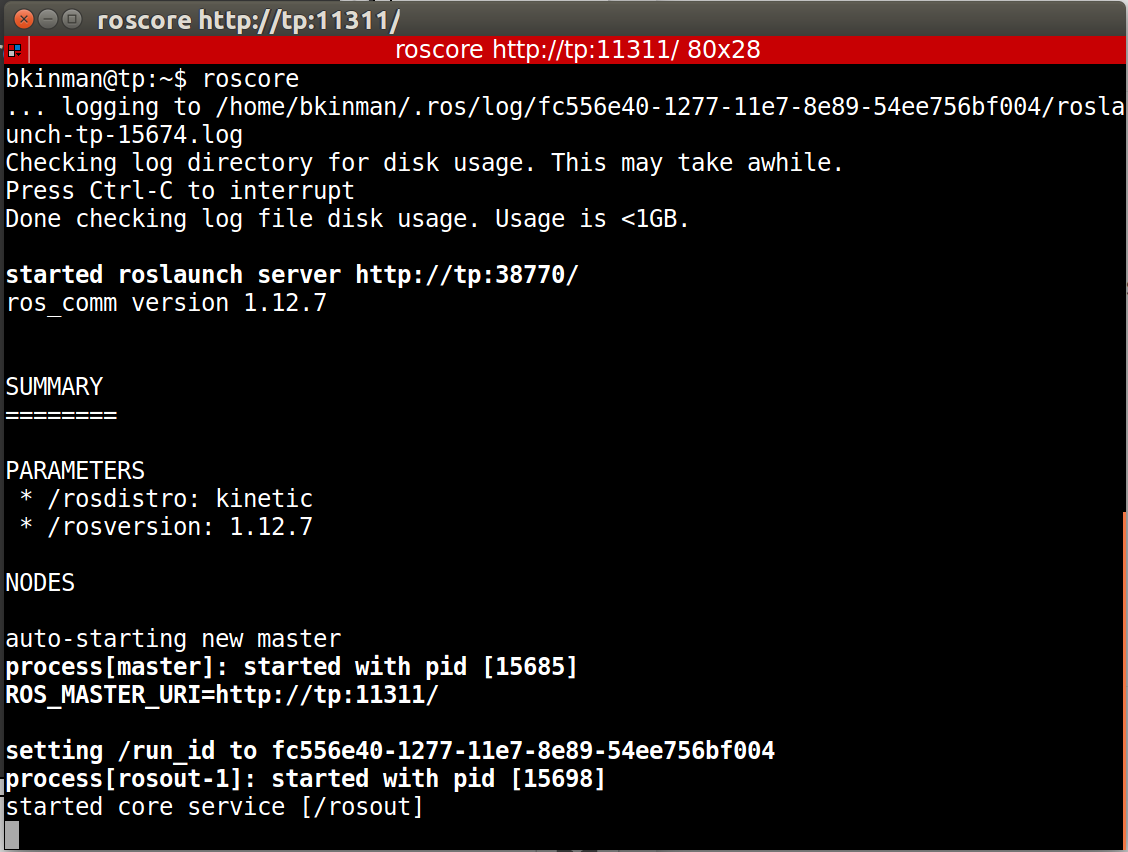 roscore http://tp:11311/
roscore http://tp:11311/ 80x28
bkinman@tp:~$ roscore
... logging to /home/bkinman/.ros/log/fc556e40-1277-11e7-8e89-54ee756bf004/rosla
unch-tp-15674.log
Checking log directory for disk usage. This may take awhile.
Press Ctrl-C to interrupt
Done checking log file disk usage. Usage is <1GB.
started roslaunch server http://tp:38770/
ros_comm version 1.12.7
SUMMARY
========
PARAMETERS
 * /rosdistro: kinetic
 * /rosversion: 1.12.7
NODES
auto-starting new master
process[master]: started with pid [15685]
ROS_MASTER_URI=http://tp:11311/
setting /run_id to fc556e40-1277-11e7-8e89-54ee756bf004
process[rosout-1]: started with pid [15698]
started core service [/rosout]